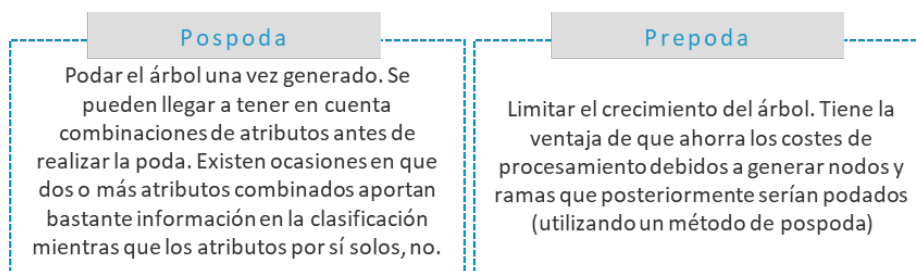 Pospoda
Podar el árbol una vez generado. Se
pueden llegar a tener en cuenta
combinaciones de atributos antes de
realizar la poda. Existen ocasiones en que
dos o más atributos combinados aportan
bastante información en la clasificación
mientras que los atributos por sí solos, no.
Prepoda
Limitar el crecimiento del árbol. Tiene la
ventaja de que ahorra los costes de
procesamiento debidos a generar nodos y
ramas que posteriormente serían podados
(utilizando un método de pospoda)